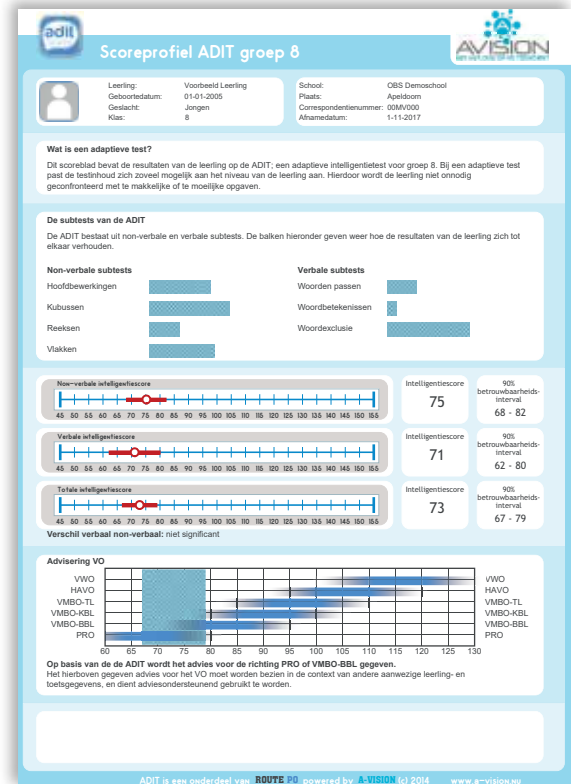 adit
Scoreprofiel ADIT groep 8
AVISION
Leerling: Voorbeeld Leerling
Geboortedatum: 01-01-2005
Geslacht: Jongen
Klas: 8
School: OBS Demoschool
Plaats: Apeldoorn
Correspondentienummer: 00MV000
Afnamedatum: 1-11-2017
Wat is een adaptieve test?
Dit scoreblad bevat de resultaten van de leerling op de ADIT; een adaptieve intelligentietest voor groep 8. Bij een adaptieve test
past de testinhoud zich zoveel mogelijk aan het niveau van de leerling aan. Hierdoor wordt de leerling niet onnodig
geconfronteerd met te makkelijke of te moeilijke opgaven.
De subtests van de ADIT
De ADIT bestaat uit non-verbale en verbale subtests. De balken hieronder geven weer hoe de resultaten van de leerling zich tot
elkaar verhouden.
Non-verbale subtests
Hoofdbewerkingen
Kubussen
Reeksen
Vlakken
Verbale subtests
Woorden passen
Woordbetekenissen
Woordexclusie
Non-verbale intelligentiescore
45 50 55 60 65 70 75 80 85 90 95 100 105 110 115 120 125 130 135 140 145 150 155
Intelligentiescore
75
90%
betrouwbaarheids-
interval
68 - 82
Verbale intelligentiescore
45 50 55 60 65 70 75 80 85 90 95 100 105 110 115 120 125 130 135 140 145 150 155
Intelligentiescore
71
90%
betrouwbaarheids-
interval
62 - 80
Totale intelligentiescore
45 50 55 60 65 70 75 80 85 90 95 100 105 110 115 120 125 130 135 140 145 150 155
Intelligentiescore
73
90%
betrouwbaarheids-
interval
67 - 79
Verschil verbaal non-verbaal: niet significant
Advisering VO
VWO VWO
HAVO HAVO
VMBO-TL VMBO-TL
VMBO-KBL VMBO-KBL
VMBO-BBL VMBO-BBL
PRO PRO
60 65 70 75 80 85 90 95 100 105 110 115 120 125 130
Op basis van de de ADIT wordt het advies voor de richting PRO of VMBO-BBL gegeven.
Het hierboven gegeven advies voor het VO moet worden bezien in de context van andere aanwezige leerling- en
toetsgegevens, en dient adviesondersteunend gebruikt te worden.
ADIT is een onderdeel van ROUTE PO powered by A-VISION (c) 2014 www.a-vision.nu